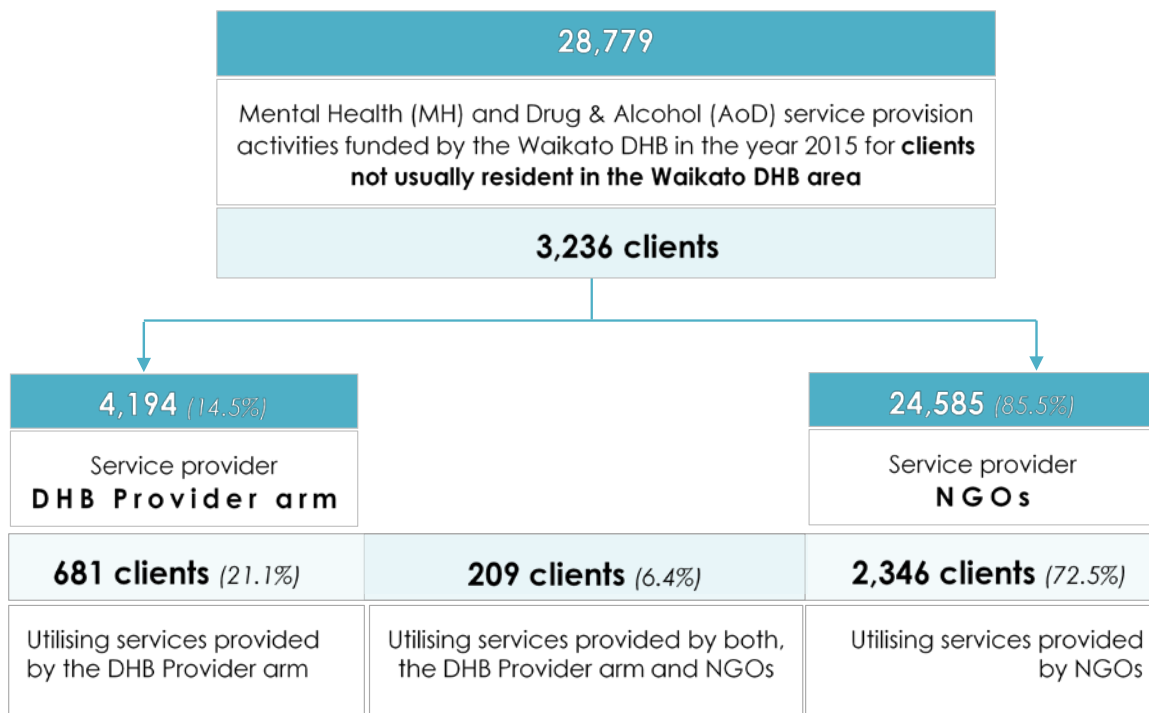 28,779
Mental Health (MH) and Drug & Alcohol (AoD) service provision
activities funded by the Waikato DHB in the year 2015 for clients
not usually resident in the Waikato DHB area
3,236 clients
4,194 (14.5%)
Service provider
DHB Provider arm
24,585 (85.5%)
Service provider
NGOs
681 clients (21.1%)
209 clients (6.4%)
2,346 clients (72.5%)
Utilising services provided
by the DHB Provider arm
Utilising services provided by both,
the DHB Provider arm and NGOs
Utilising services provided
by NGOs